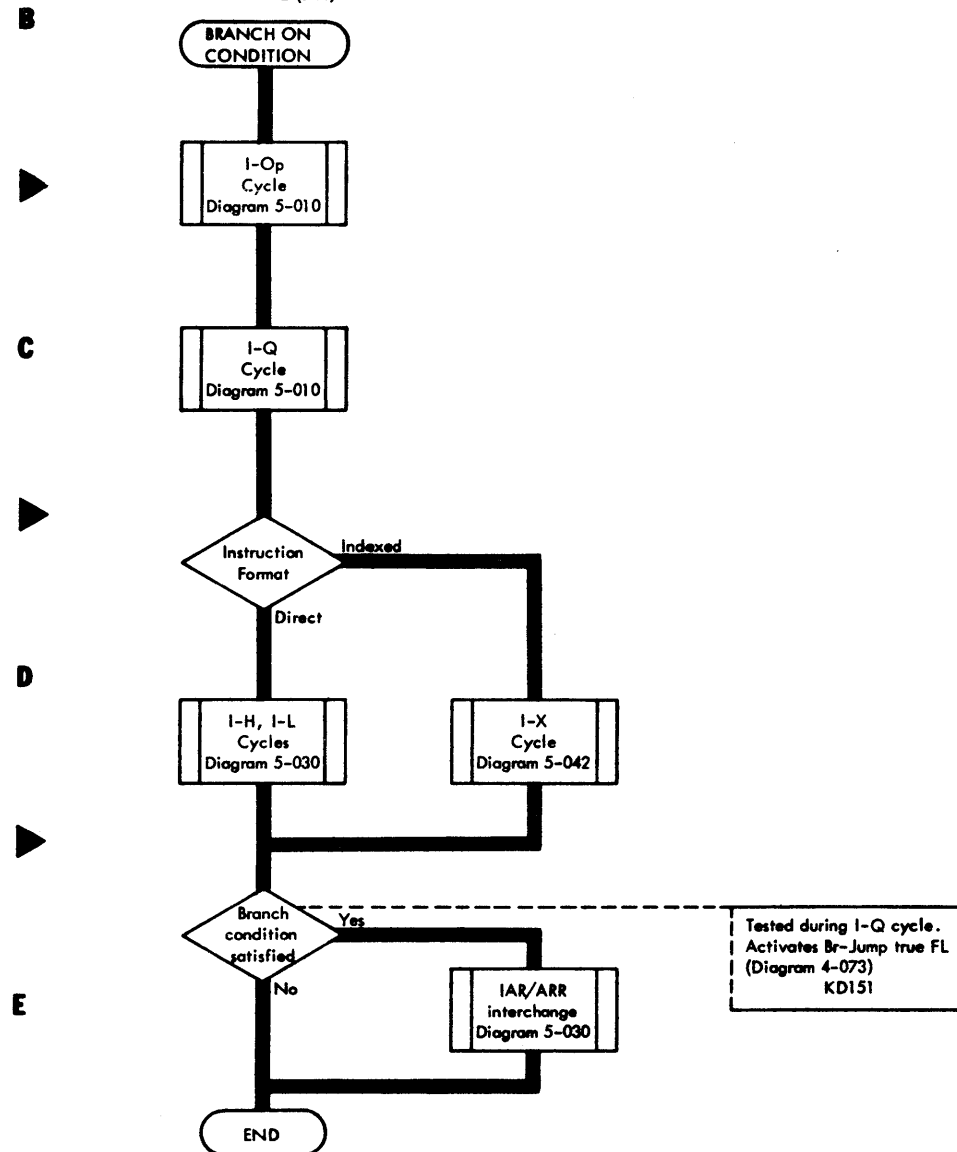 B
BRANCH ON
CONDITION
I-Op
Cycle
Diagram 5-010
C
I-Q
Cycle
Diagram 5-010
Instruction
Format
Indexed
Direct
D
I-H, I-L
Cycles
Diagram 5-030
I-X
Cycle
Diagram 5-042
Branch
condition
satisfied
Yes
No
Tested during I-Q cycle.
Activates Br-Jump true FL
(Diagram 4-073)
KD151
E
IAR/ARR
interchange
Diagram 5-030
END